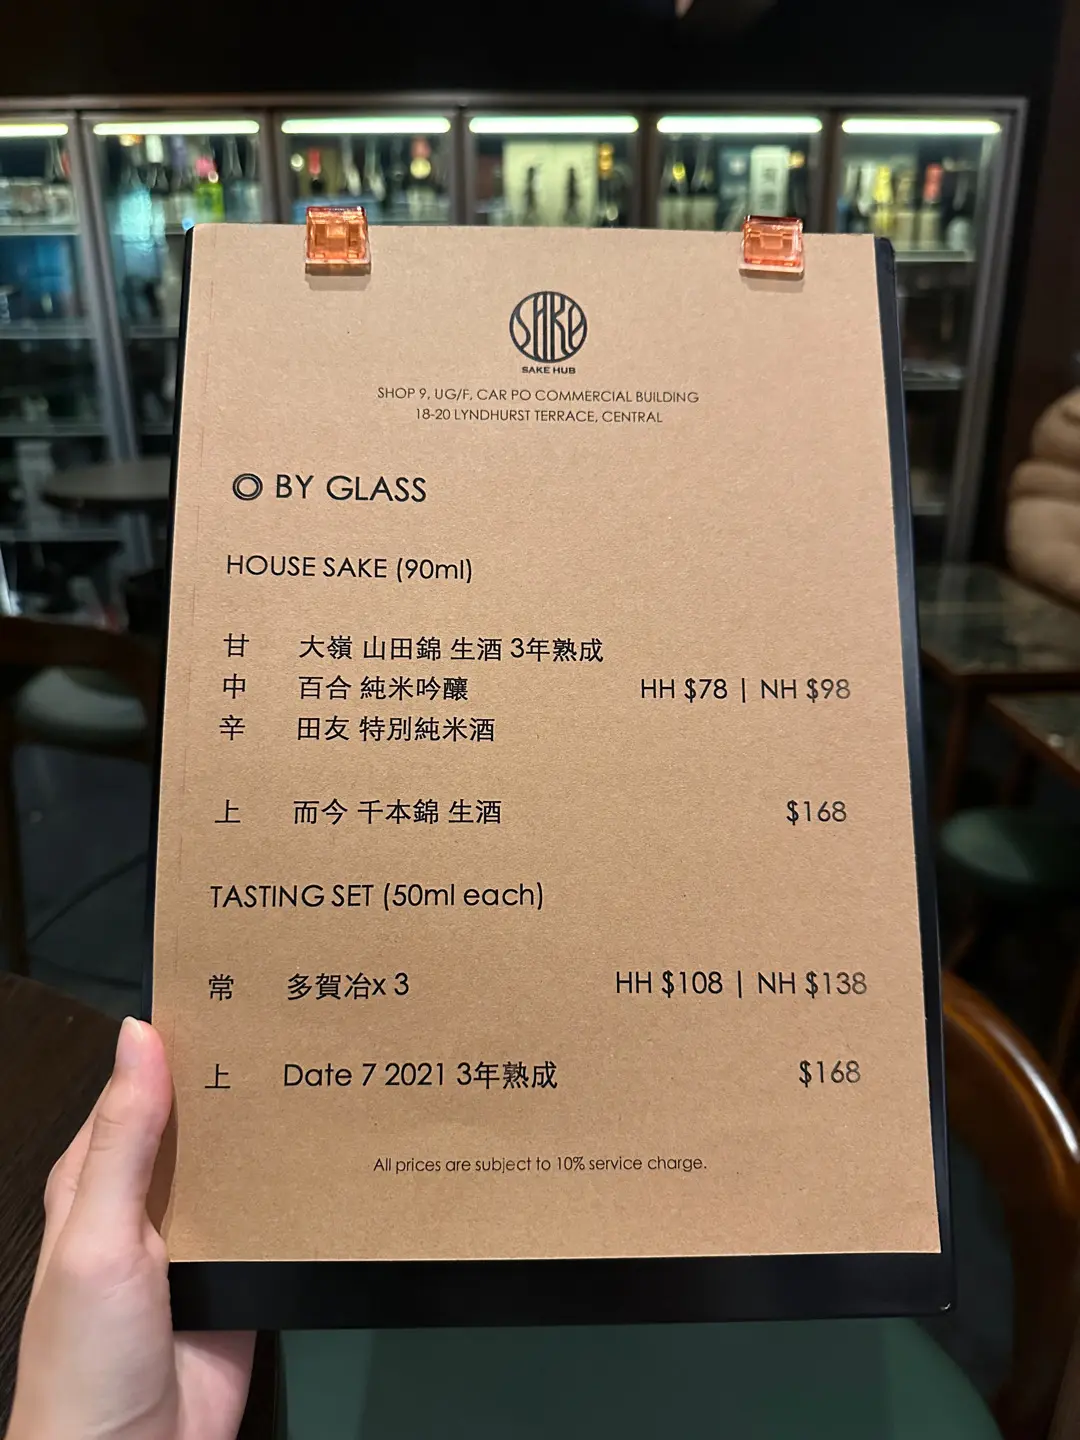 SAKE
SAKE HUB
SHOP 9, UG/F, CAR PO COMMERCIAL BUILDING
18-20 LYNDHURST TERRACE, CENTRAL
BY GLASS
HOUSE SAKE (90ml)
甘 大嶺 山田錦 生酒 3年熟成
中 百合 純米吟釀 HH $78 | NH $98
辛 田友 特別純米酒
上 而今 千本錦 生酒 $168
TASTING SET (50ml each)
常 多賀冶x 3 HH $108 | NH $138
上 Date 7 2021 3年熟成 $168
All prices are subject to 10% service charge.